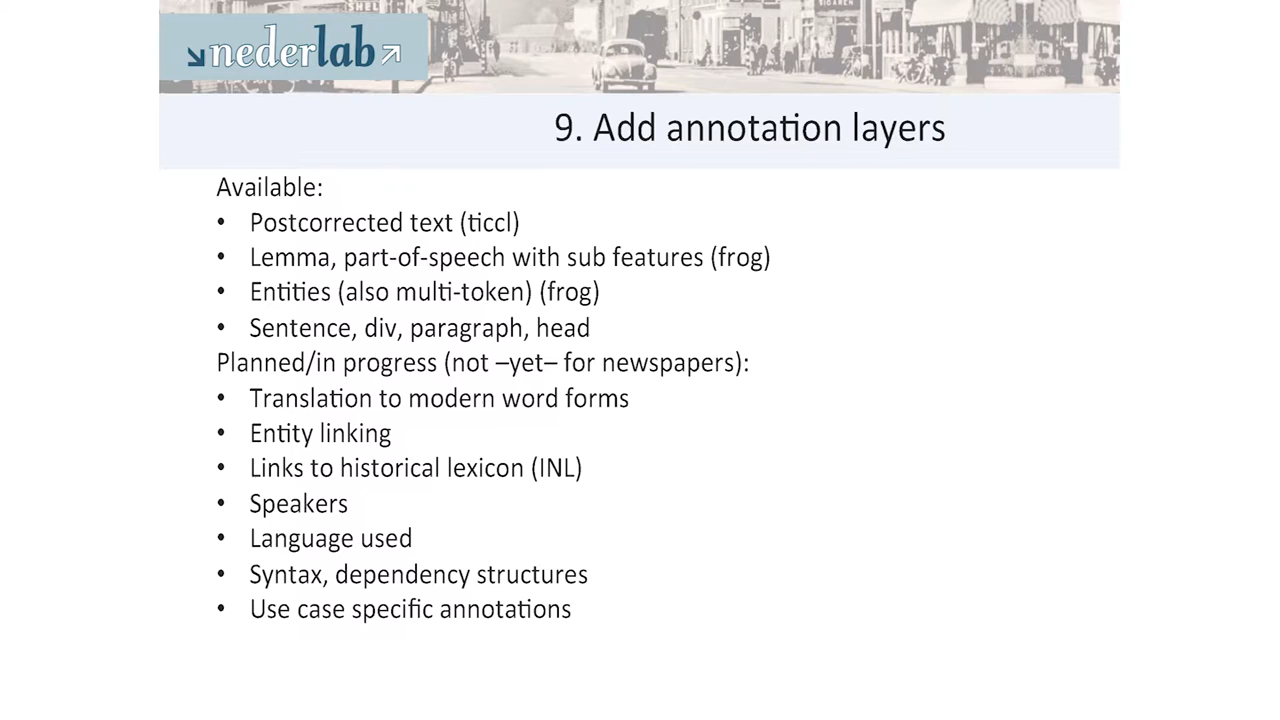 SHEL
nederlab
9. Add annotation layers
Available:
• Postcorrected text (ticcl)
• Lemma, part-of-speech with sub features (frog)
• Entities (also multi-token) (frog)
• Sentence, div, paragraph, head
Planned/in progress (not –yet– for newspapers):
• Translation to modern word forms
• Entity linking
• Links to historical lexicon (INL)
• Speakers
• Language used
• Syntax, dependency structures
• Use case specific annotations